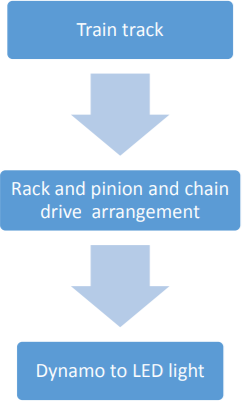 Train track
Rack and pinion and chain
drive arrangement
Dynamo to LED light